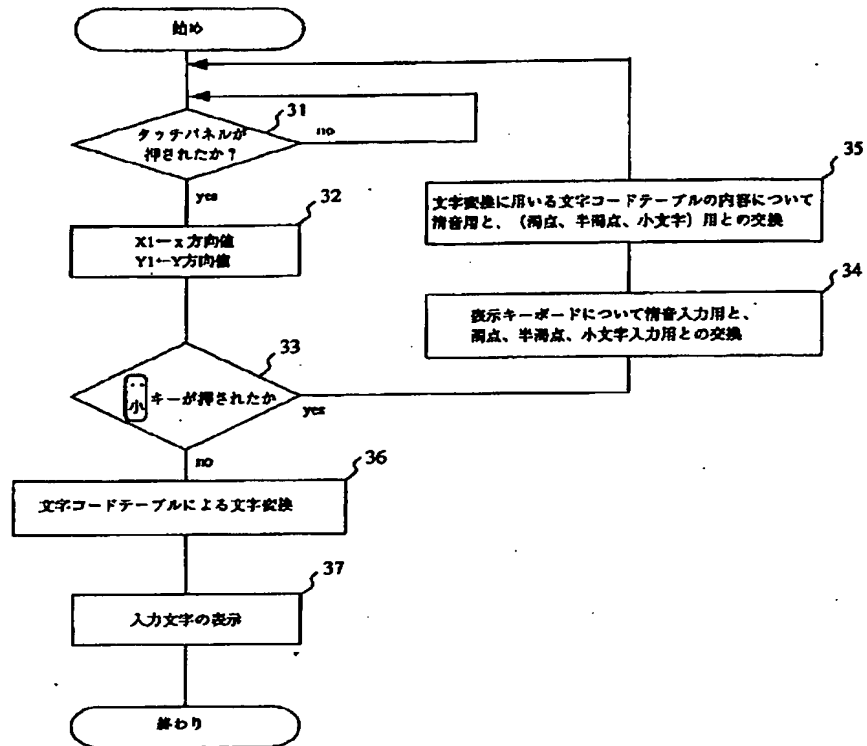 始め
31
タッチパネルが
押されたか？
no
yes
32
X1←x方向値
Y1←Y方向値
33
小 キーが押されたか
yes
no
35
文字変換に用いる文字コードテーブルの内容について
清音用と、(濁点、半濁点、小文字)用との交換
34
表示キーボードについて清音入力用と、
濁点、半濁点、小文字入力用との交換
36
文字コードテーブルによる文字変換
37
入力文字の表示
終わり